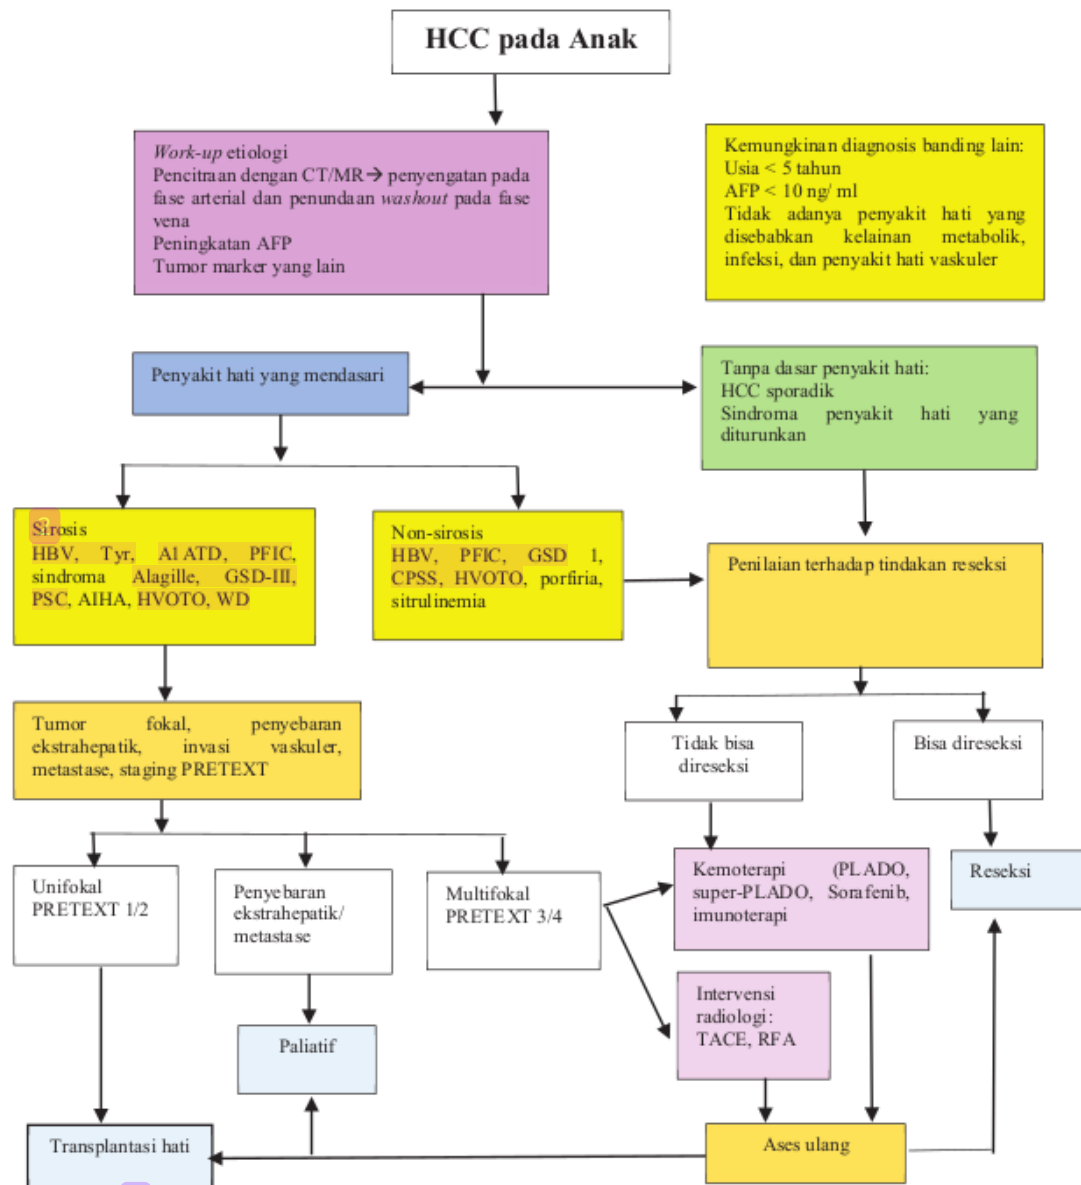 HCC pada Anak
Work-up etiologi
Pencitraan dengan CT/MR→ penyengatan pada
fase arterial dan penundaan washout pada fase
vena
Peningkatan AFP
Tumor marker yang lain
Kemungkinan diagnosis banding lain:
Usia < 5 tahun
AFP < 10 ng/ ml
Tidak adanya penyakit hati yang
disebabkan kelainan metabolik,
infeksi, dan penyakit hati vaskuler
Penyakit hati yang mendasari
Tanpa dasar penyakit hati:
HCC sporadik
Sindroma penyakit hati yang
diturunkan
Sirosis
HBV, Tyr, A1ATD, PFIC,
sindroma Alagille, GSD-III,
PSC, AIHA, HVOTO, WD
Non-sirosis
HBV, PFIC, GSD 1,
CPSS, HVOTO, porfiria,
sitrulinemia
Penilaian terhadap tindakan reseksi
Tumor fokal, penyebaran
ekstrahepatik, invasi vaskuler,
metastase, staging PRETEXT
Tidak bisa
direseksi
Bisa direseksi
Unifokal
PRETEXT 1/2
Penyebaran
ekstrahepatik/
metastase
Multifokal
PRETEXT 3/4
Kemoterapi (PLADO,
super-PLADO, Sorafenib,
imunoterapi
Reseksi
Intervensi
radiologi:
TACE, RFA
Paliatif
Transplantasi hati
Ases ulang